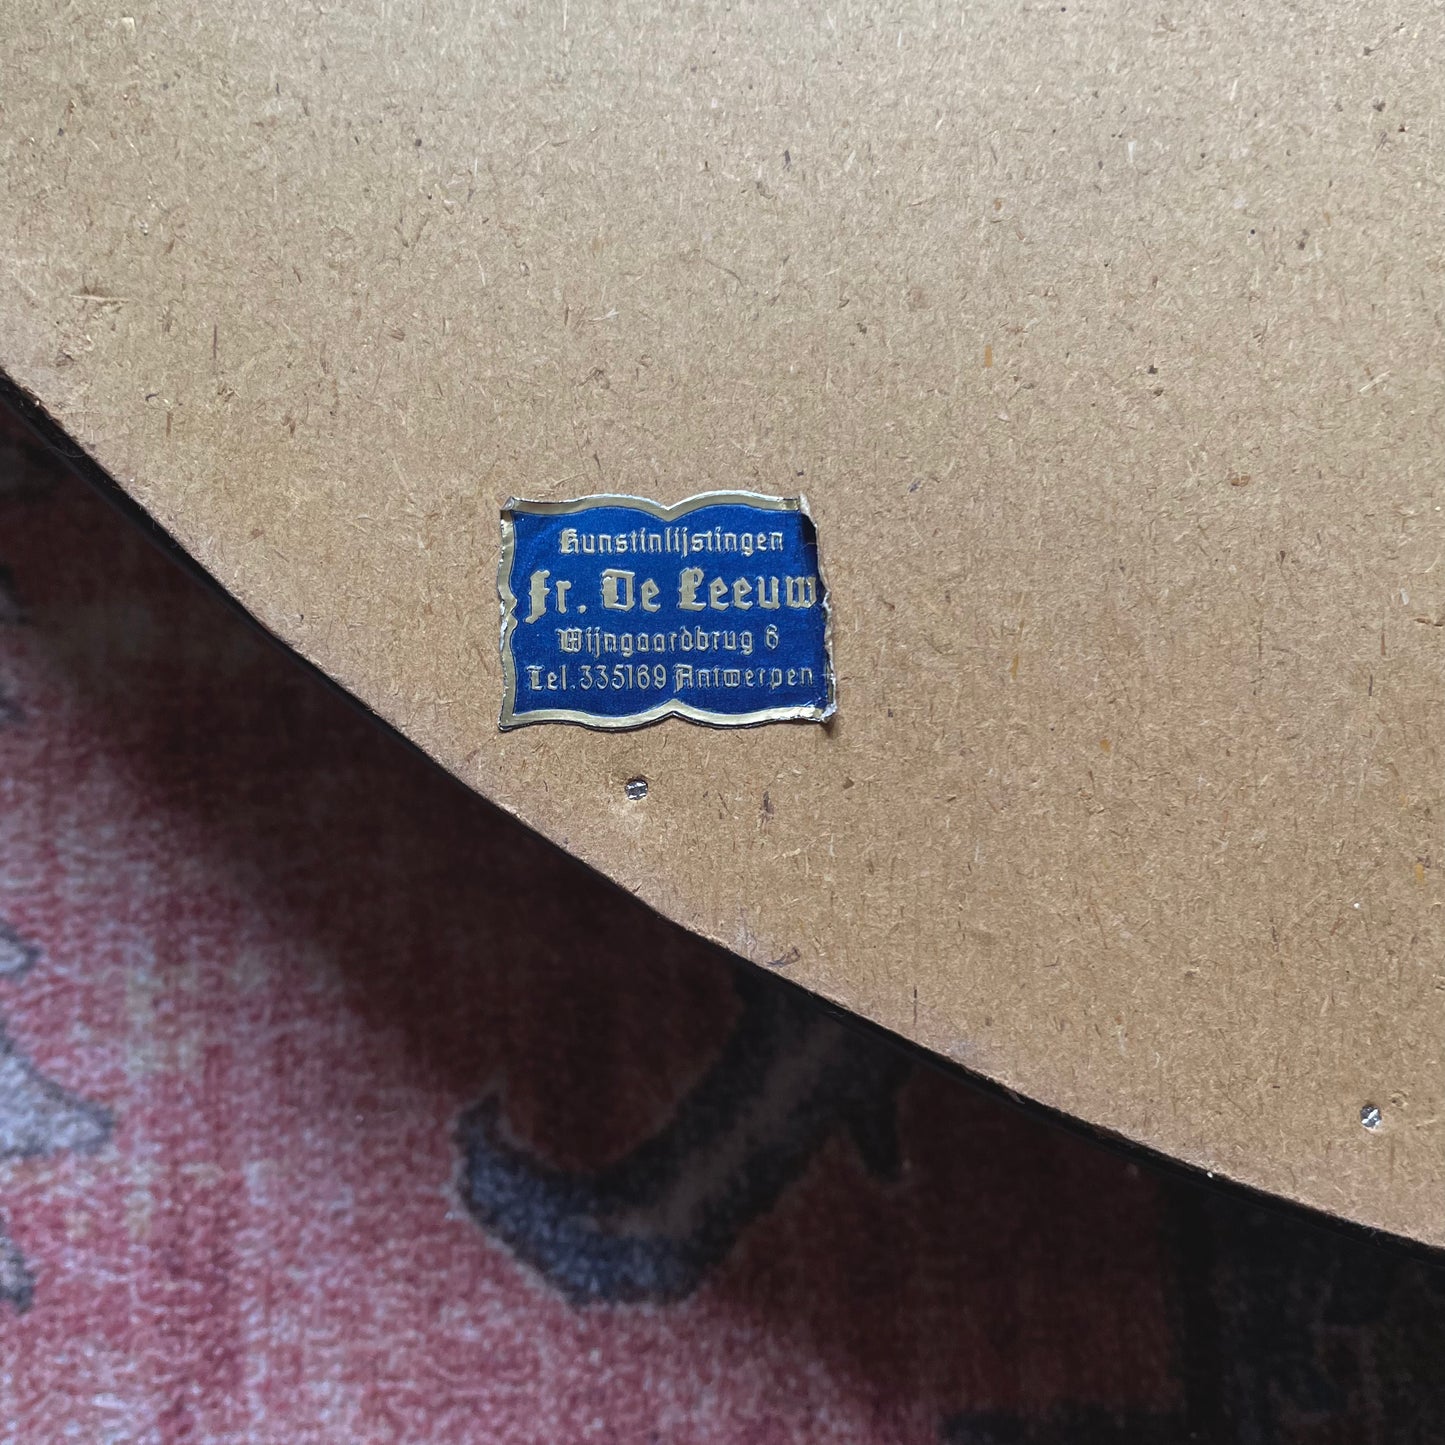 Kunstinlijstingen
Fr. De Leeuw
Wijngaardbrug 6
Tel. 335169 Antwerpen